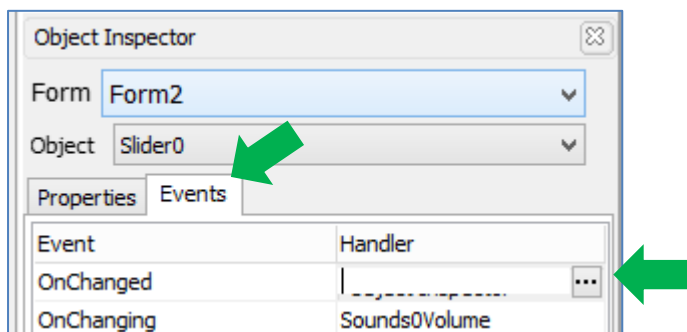 Object Inspector
Form Form2
Object Slider0
Properties Events
Event Handler
OnChanged ...
OnChanging Sounds0Volume